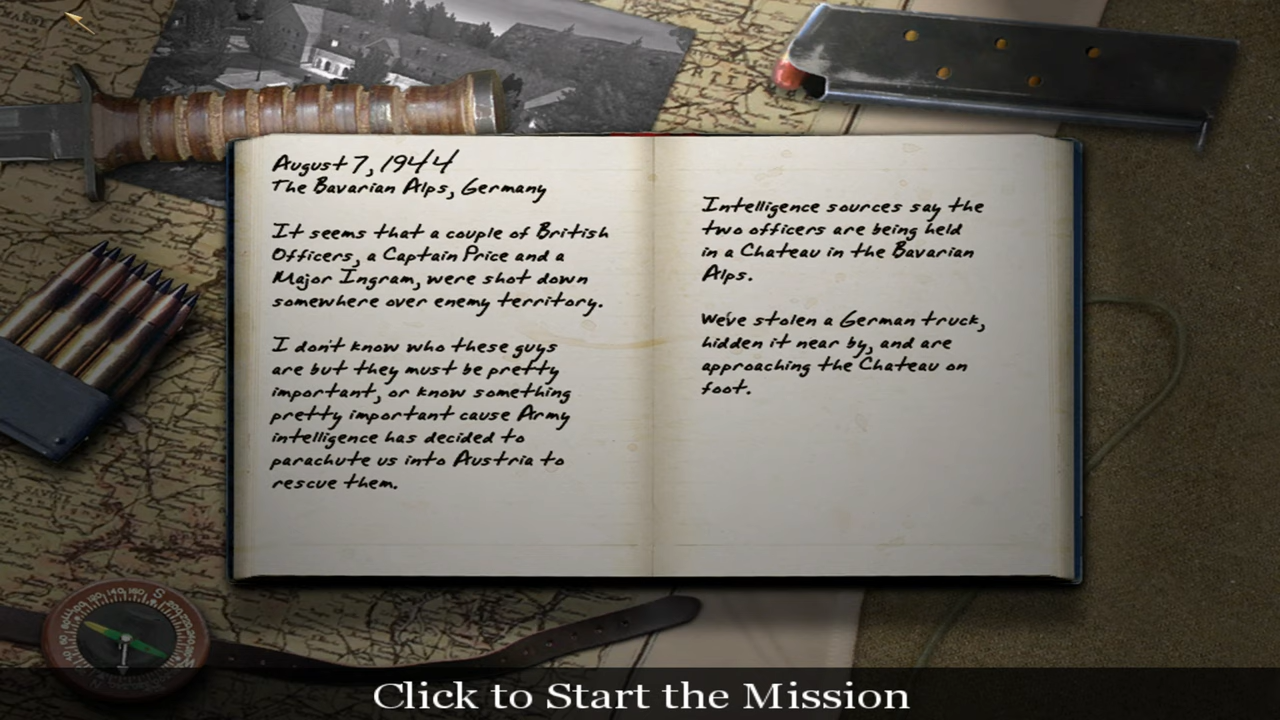 August 7, 1944
The Bavarian Alps, Germany
It seems that a couple of British
Officers, a Captain Price and a
Major Ingram, were shot down
somewhere over enemy territory.
I don't know who these guys
are but they must be pretty
important, or know something
pretty important cause Army
intelligence has decided to
parachute us into Austria to
rescue them.
Intelligence sources say the
two officers are being held
in a Chateau in the Bavarian
Alps.
We've stolen a German truck,
hidden it near by, and are
approaching the Chateau on
foot.
Click to Start the Mission